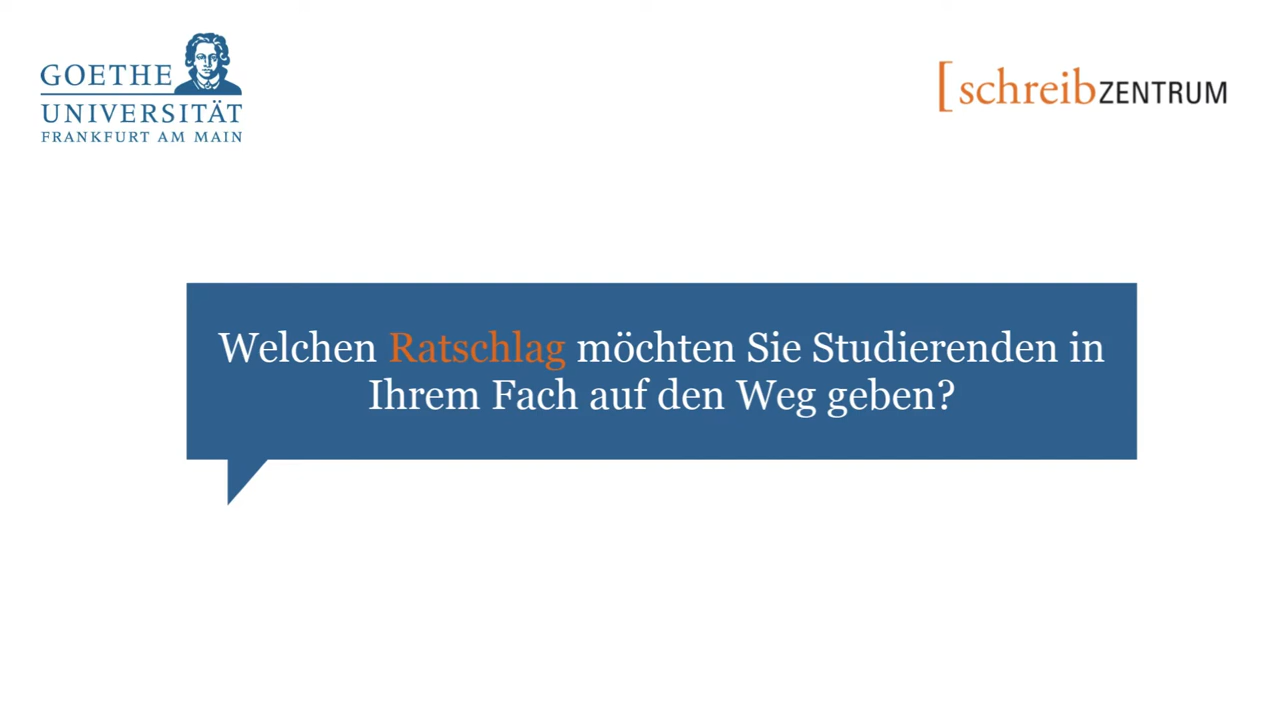 GOETHE
UNIVERSITÄT
FRANKFURT AM MAIN
[schreibZENTRUM
Welchen Ratschlag möchten Sie Studierenden in
Ihrem Fach auf den Weg geben?